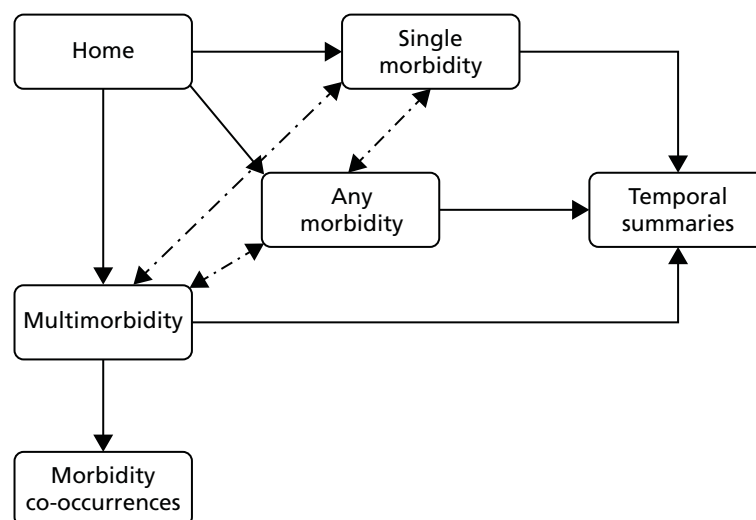 Home
Single
morbidity
Any
morbidity
Temporal
summaries
Multimorbidity
Morbidity
co-occurrences